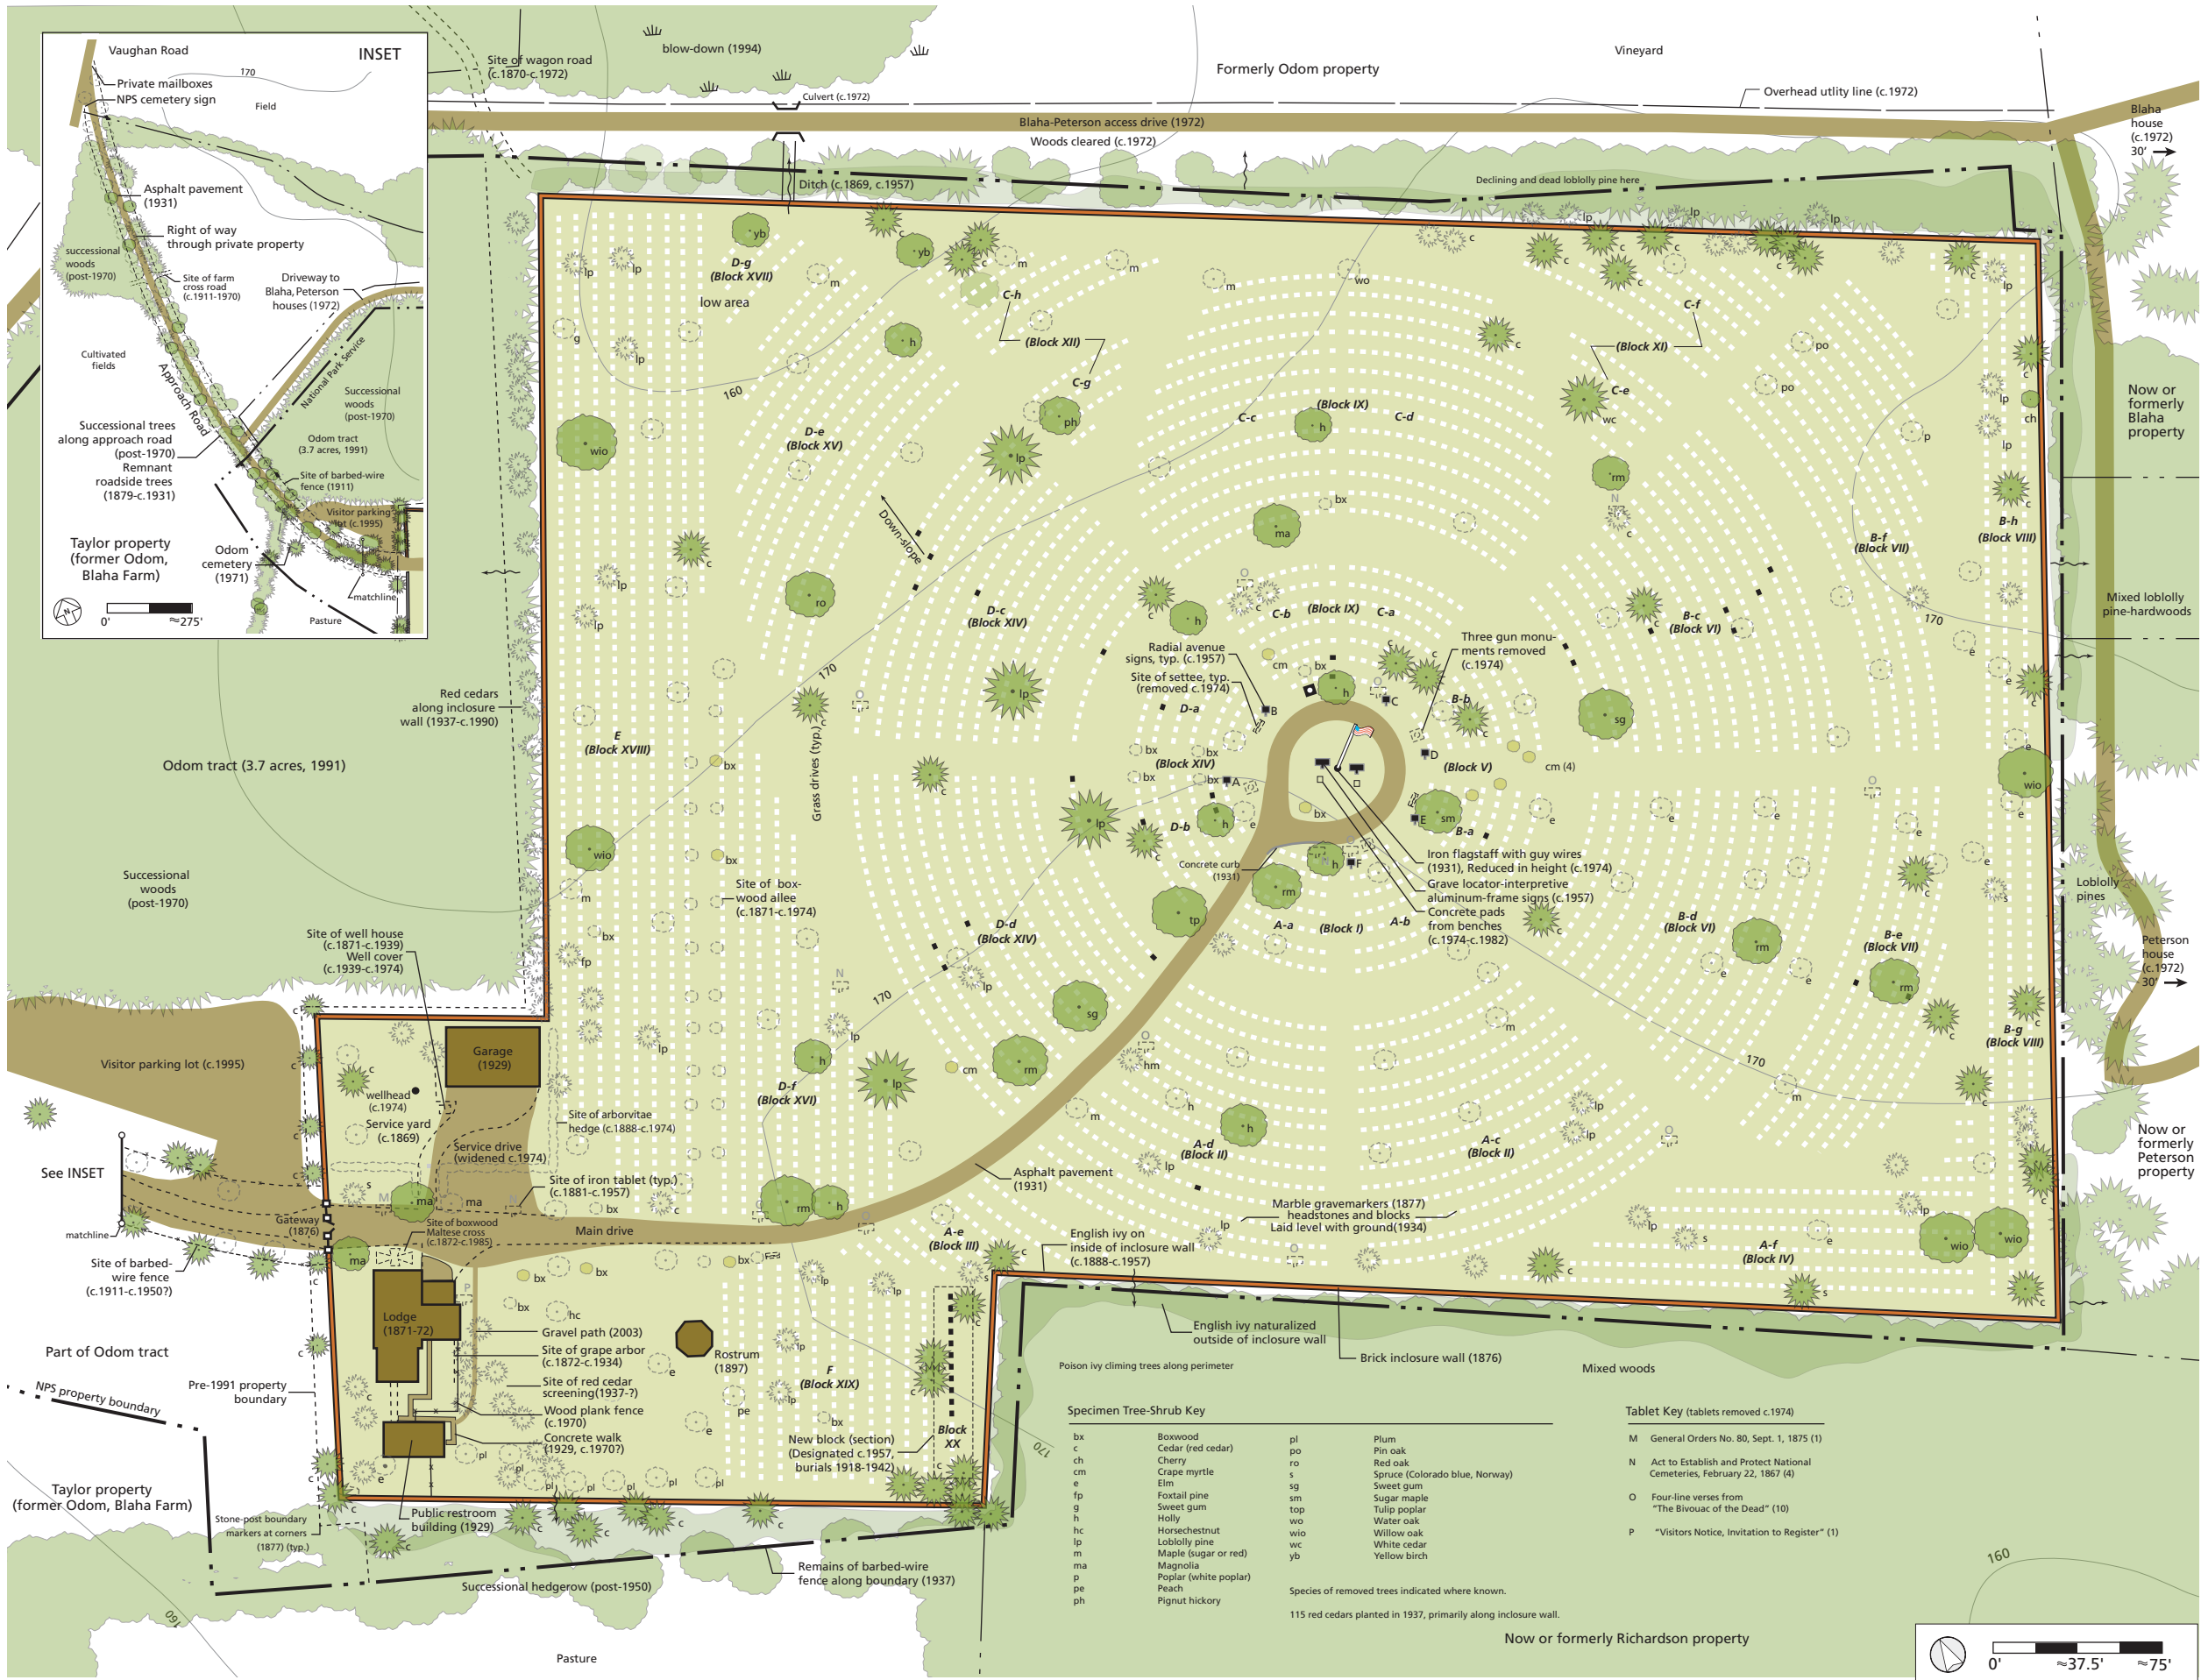 INSET
Vaughan Road
170
Private mailboxes
NPS cemetery sign
Field
Asphalt pavement
(1931)
Right of way
through private property
successional
woods
(post-1970)
Site of farm
cross road
(c.1911-1970)
Driveway to
Blaha, Peterson
houses (1972)
Cultivated
fields
Approach Road
National Park Service
Successional
woods
(post-1970)
Successional trees
along approach road
(post-1970)
Remnant
roadside trees
(1879-c.1931)
Odom tract
(3.7 acres, 1991)
Site of barbed-wire
fence (1911)
Visitor parking
lot (c.1995)
Taylor property
(former Odom,
Blaha Farm)
Odom
cemetery
(1971)
matchline
N
0'
≈275'
Pasture
Site of wagon road
(c.1870-c.1972)
blow-down (1994)
Formerly Odom property
Vineyard
Culvert (c.1972)
Overhead utlity line (c.1972)
Blaha-Peterson access drive (1972)
Woods cleared (c.1972)
Blaha
house
(c.1972)
30'
Ditch (c.1869, c.1957)
Declining and dead loblolly pine here
D-g
(Block XVII)
low area
C-h
(Block XII)
C-g
C-f
(Block XI)
C-e
160
D-e
(Block XV)
C-c
(Block IX)
C-d
Down-slope
B-f
(Block VII)
B-h
(Block VIII)
Now or
formerly
Blaha
property
Mixed loblolly
pine-hardwoods
D-c
(Block XIV)
C-b
(Block IX)
C-a
B-c
(Block VI)
170
Radial avenue
signs, typ. (c.1957)
Site of settee, typ.
(removed c.1974)
Three gun monu-
ments removed
(c.1974)
Red cedars
along inclosure
wall (1937-c.1990)
170
D-a
B
C
B-b
E
(Block XVIII)
Grass drives (typ.)
(Block XIV)
A
D
(Block V)
cm (4)
Odom tract (3.7 acres, 1991)
D-b
E
B-a
F
Concrete curb
(1931)
Iron flagstaff with guy wires
(1931), Reduced in height (c.1974)
Grave locator-interpretive
aluminum-frame signs (c.1957)
Concrete pads
from benches
(c.1974-c.1982)
Successional
woods
(post-1970)
Site of box-
wood allee
(c.1871-c.1974)
D-d
(Block XIV)
A-a
(Block I)
A-b
B-d
(Block VI)
B-e
(Block VII)
Loblolly
pines
Peterson
house
(c.1972)
30'
Site of well house
(c.1871-c.1939)
Well cover
(c.1939-c.1974)
170
B-g
(Block VIII)
170
Visitor parking lot (c.1995)
Garage
(1929)
wellhead
(c.1974)
Service yard
(c.1869)
Service drive
(widened c.1974)
Site of arborvitae
hedge (c.1888-c.1974)
D-f
(Block XVI)
A-d
(Block II)
A-c
(Block II)
Now or
formerly
Peterson
property
See INSET
Site of iron tablet (typ.)
(c.1881-c.1957)
Asphalt pavement
(1931)
Marble gravemarkers (1877)
headstones and blocks
Laid level with ground(1934)
Gateway
(1876)
Site of boxwood
Maltese cross
(c.1872-c.1985)
Main drive
matchline
A-e
(Block III)
English ivy on
inside of inclosure wall
(c.1888-c.1957)
A-f
(Block IV)
Site of barbed-
wire fence
(c.1911-c.1950?)
Lodge
(1871-72)
Gravel path (2003)
Site of grape arbor
(c.1872-c.1934)
Rostrum
(1897)
English ivy naturalized
outside of inclosure wall
Brick inclosure wall (1876)
Mixed woods
Poison ivy climing trees along perimeter
Part of Odom tract
NPS property boundary
Pre-1991 property
boundary
Site of red cedar
screening(1937-?)
Wood plank fence
(c.1970)
Concrete walk
(1929, c.1970?)
F
(Block XIX)
New block (section)
(Designated c.1957,
burials 1918-1942)
Block
XX
170
Taylor property
(former Odom, Blaha Farm)
Stone-post boundary
markers at corners
(1877) (typ.)
Public restroom
building (1929)
Remains of barbed-wire
fence along boundary (1937)
Successional hedgerow (post-1950)
160
Pasture
Specimen Tree-Shrub Key
bx Boxwood
c Cedar (red cedar)
ch Cherry
cm Crape myrtle
e Elm
fp Foxtail pine
g Sweet gum
h Holly
hc Horsechestnut
lp Loblolly pine
m Maple (sugar or red)
ma Magnolia
p Poplar (white poplar)
pe Peach
ph Pignut hickory
pl Plum
po Pin oak
ro Red oak
s Spruce (Colorado blue, Norway)
sg Sweet gum
sm Sugar maple
top Tulip poplar
wo Water oak
wio Willow oak
wc White cedar
yb Yellow birch
Species of removed trees indicated where known.
115 red cedars planted in 1937, primarily along inclosure wall.
Tablet Key (tablets removed c.1974)
M General Orders No. 80, Sept. 1, 1875 (1)
N Act to Establish and Protect National
Cemeteries, February 22, 1867 (4)
O Four-line verses from
"The Bivouac of the Dead" (10)
P "Visitors Notice, Invitation to Register" (1)
Now or formerly Richardson property
160
0'
≈37.5'
≈75'